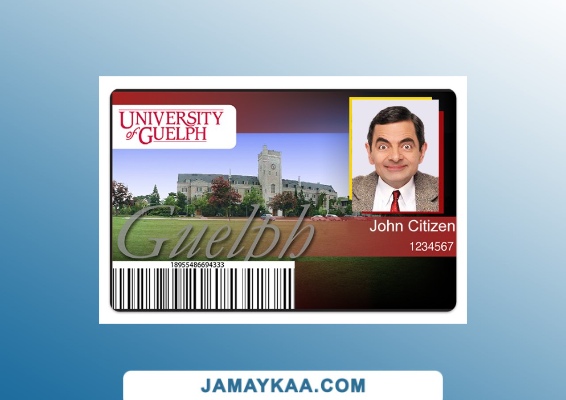 UNIVERSITY
of GUELPH
Guelph
John Citizen
1234567
18955486694333
JAMAYKAA.COM